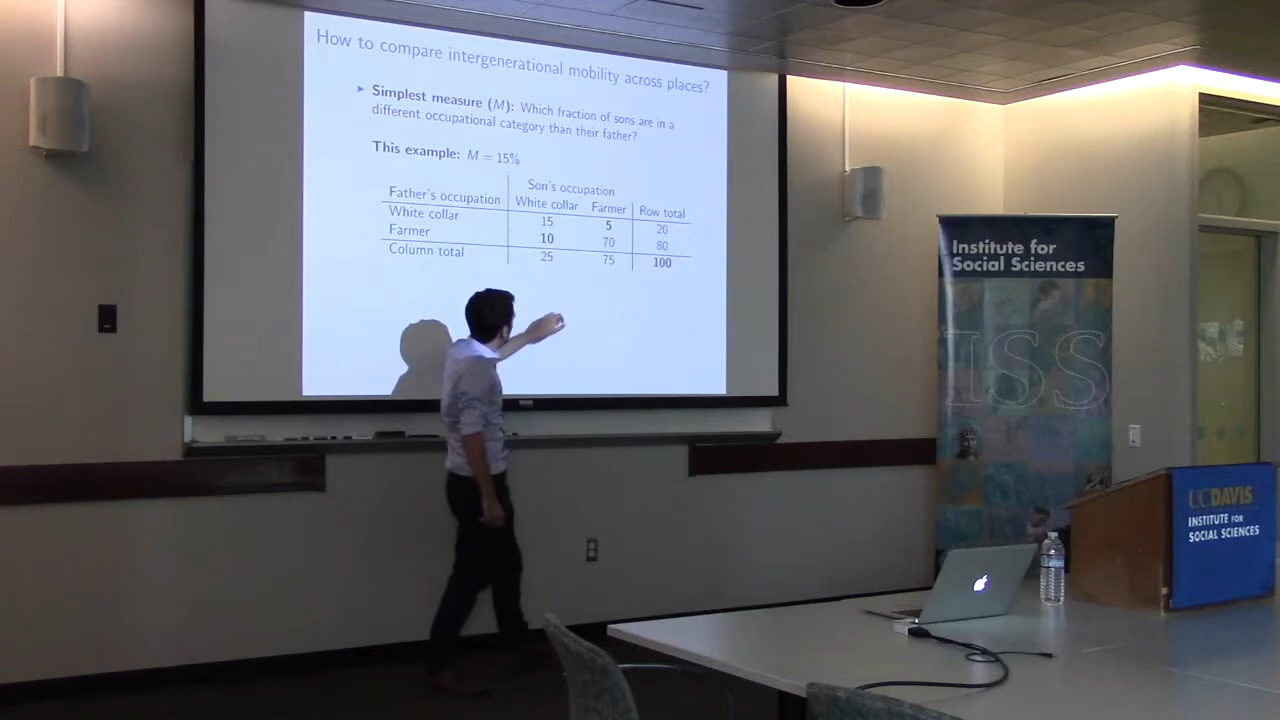 How to compare intergenerational mobility across places?
Simplest measure (M): Which fraction of sons are in a
different occupational category than their father?
This example: M = 15%
Son's occupation
Father's occupation White collar Farmer Row total
White collar 15 5 20
Farmer 10 70 80
Column total 25 75 100
Institute for
Social Sciences
ISS
UCDAVIS
INSTITUTE FOR
SOCIAL SCIENCES